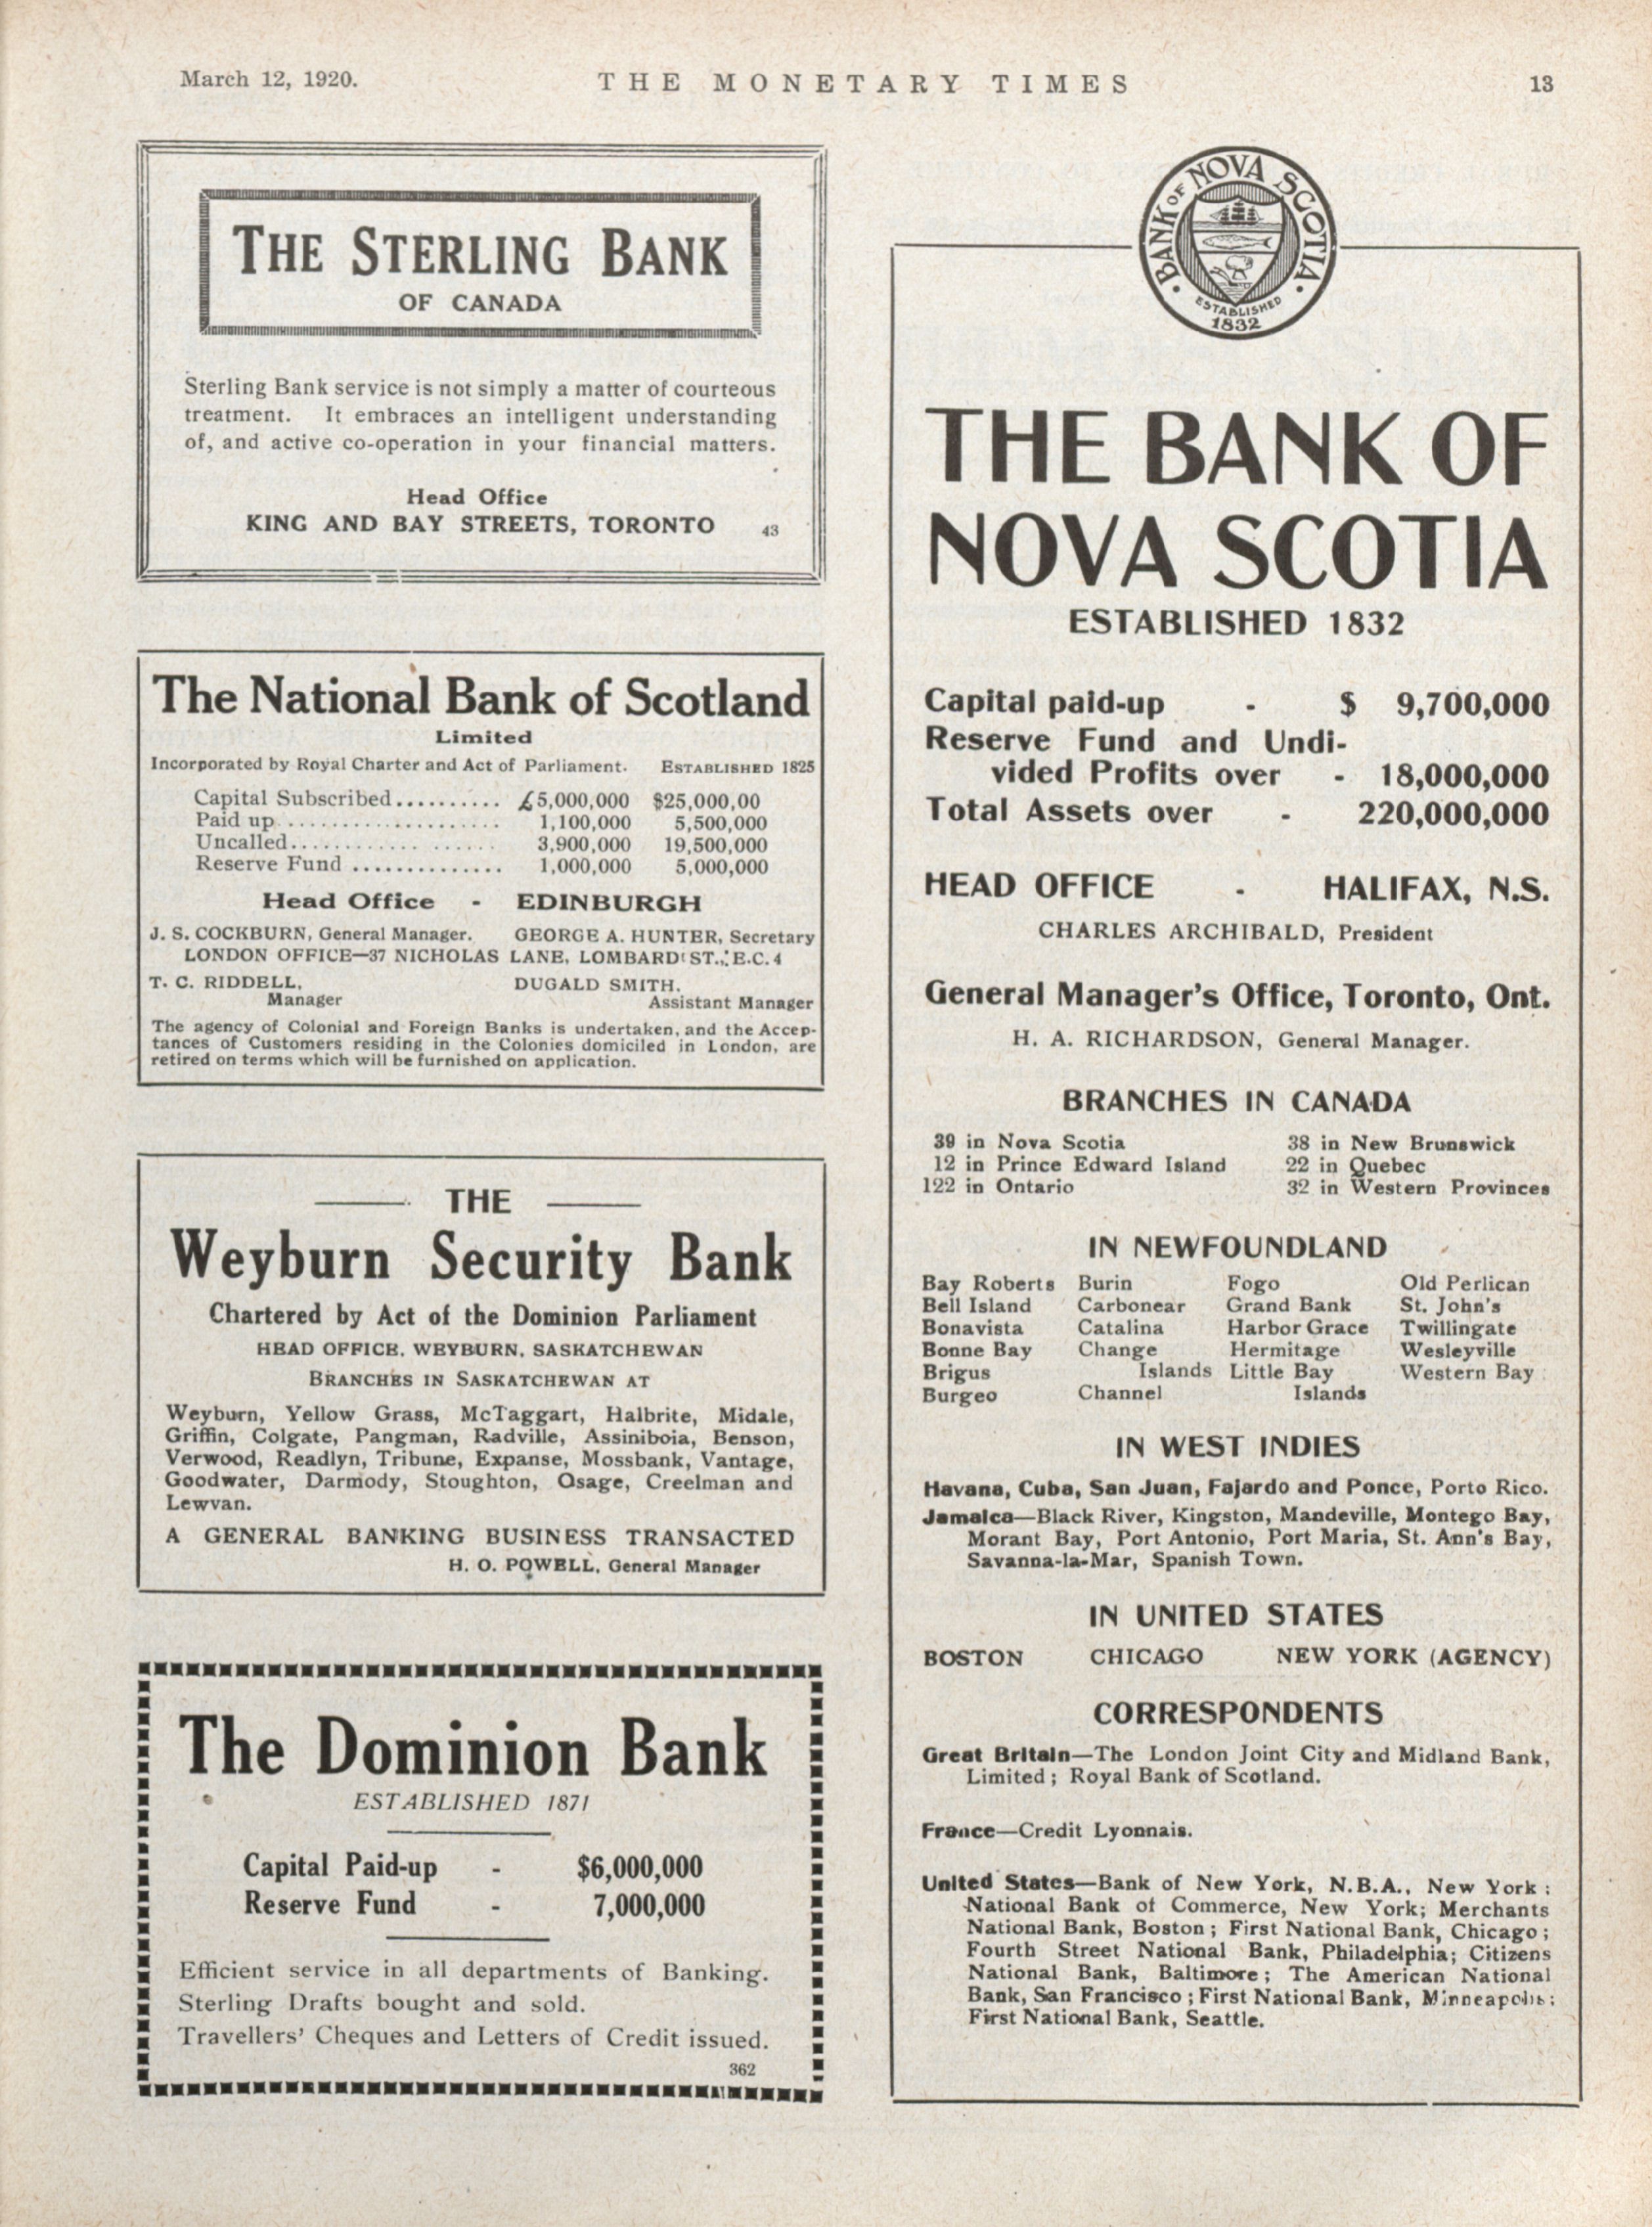 March 12, 1920.
THE MONETARY TIMES
13
THE STERLING BANK
OF CANADA
Sterling Bank service is not simply a matter of courteous
treatment. It embraces an intelligent understanding
of, and active co-operation in your financial matters.
Head Office
KING AND BAY STREETS, TORONTO 43
The National Bank of Scotland
Limited
Incorporated by Royal Charter and Act of Parliament. ESTABLISHED 1825
Capital Subscribed.......... £5,000,000 $25,000,00
Paid up..................... 1,100,000 5,500,000
Uncalled.................... 3,900,000 19,500,000
Reserve Fund .............. 1,000,000 5,000,000
Head Office - EDINBURGH
J. S. COCKBURN, General Manager. GEORGE A. HUNTER, Secretary
LONDON OFFICE—37 NICHOLAS LANE, LOMBARD ST., E.C. 4
T. C. RIDDELL, DUGALD SMITH,
Manager Assistant Manager
The agency of Colonial and Foreign Banks is undertaken, and the Accep-
tances of Customers residing in the Colonies domiciled in London, are
retired on terms which will be furnished on application.
THE
Weyburn Security Bank
Chartered by Act of the Dominion Parliament
HEAD OFFICE, WEYBURN, SASKATCHEWAN
BRANCHES IN SASKATCHEWAN AT
Weyburn, Yellow Grass, McTaggart, Halbrite, Midale,
Griffin, Colgate, Pangman, Radville, Assiniboia, Benson,
Verwood, Readlyn, Tribune, Expanse, Mossbank, Vantage,
Goodwater, Darmody, Stoughton, Osage, Creelman and
Lewvan.
A GENERAL BANKING BUSINESS TRANSACTED
H. O. POWELL, General Manager
The Dominion Bank
ESTABLISHED 1871
Capital Paid-up - $6,000,000
Reserve Fund - 7,000,000
Efficient service in all departments of Banking.
Sterling Drafts bought and sold.
Travellers' Cheques and Letters of Credit issued.
362
BANK OF NOVA SCOTIA
ESTABLISHED
1832
THE BANK OF
NOVA SCOTIA
ESTABLISHED 1832
Capital paid-up - $ 9,700,000
Reserve Fund and Undi-
vided Profits over - 18,000,000
Total Assets over - 220,000,000
HEAD OFFICE - HALIFAX, N.S.
CHARLES ARCHIBALD, President
General Manager's Office, Toronto, Ont.
H. A. RICHARDSON, General Manager.
BRANCHES IN CANADA
39 in Nova Scotia 38 in New Brunswick
12 in Prince Edward Island 22 in Quebec
122 in Ontario 32 in Western Provinces
IN NEWFOUNDLAND
Bay Roberts Burin Fogo Old Perlican
Bell Island Carbonear Grand Bank St. John's
Bonavista Catalina Harbor Grace Twillingate
Bonne Bay Change Hermitage Wesleyville
Brigus Islands Little Bay Western Bay
Burgeo Channel Islands
IN WEST INDIES
Havana, Cuba, San Juan, Fajardo and Ponce, Porto Rico.
Jamaica—Black River, Kingston, Mandeville, Montego Bay,
Morant Bay, Port Antonio, Port Maria, St. Ann's Bay,
Savanna-la-Mar, Spanish Town.
IN UNITED STATES
BOSTON CHICAGO NEW YORK (AGENCY)
CORRESPONDENTS
Great Britain—The London Joint City and Midland Bank,
Limited; Royal Bank of Scotland.
France—Credit Lyonnais.
United States—Bank of New York, N.B.A., New York;
National Bank of Commerce, New York; Merchants
National Bank, Boston; First National Bank, Chicago;
Fourth Street National Bank, Philadelphia; Citizens
National Bank, Baltimore; The American National
Bank, San Francisco; First National Bank, Minneapolis;
First National Bank, Seattle.